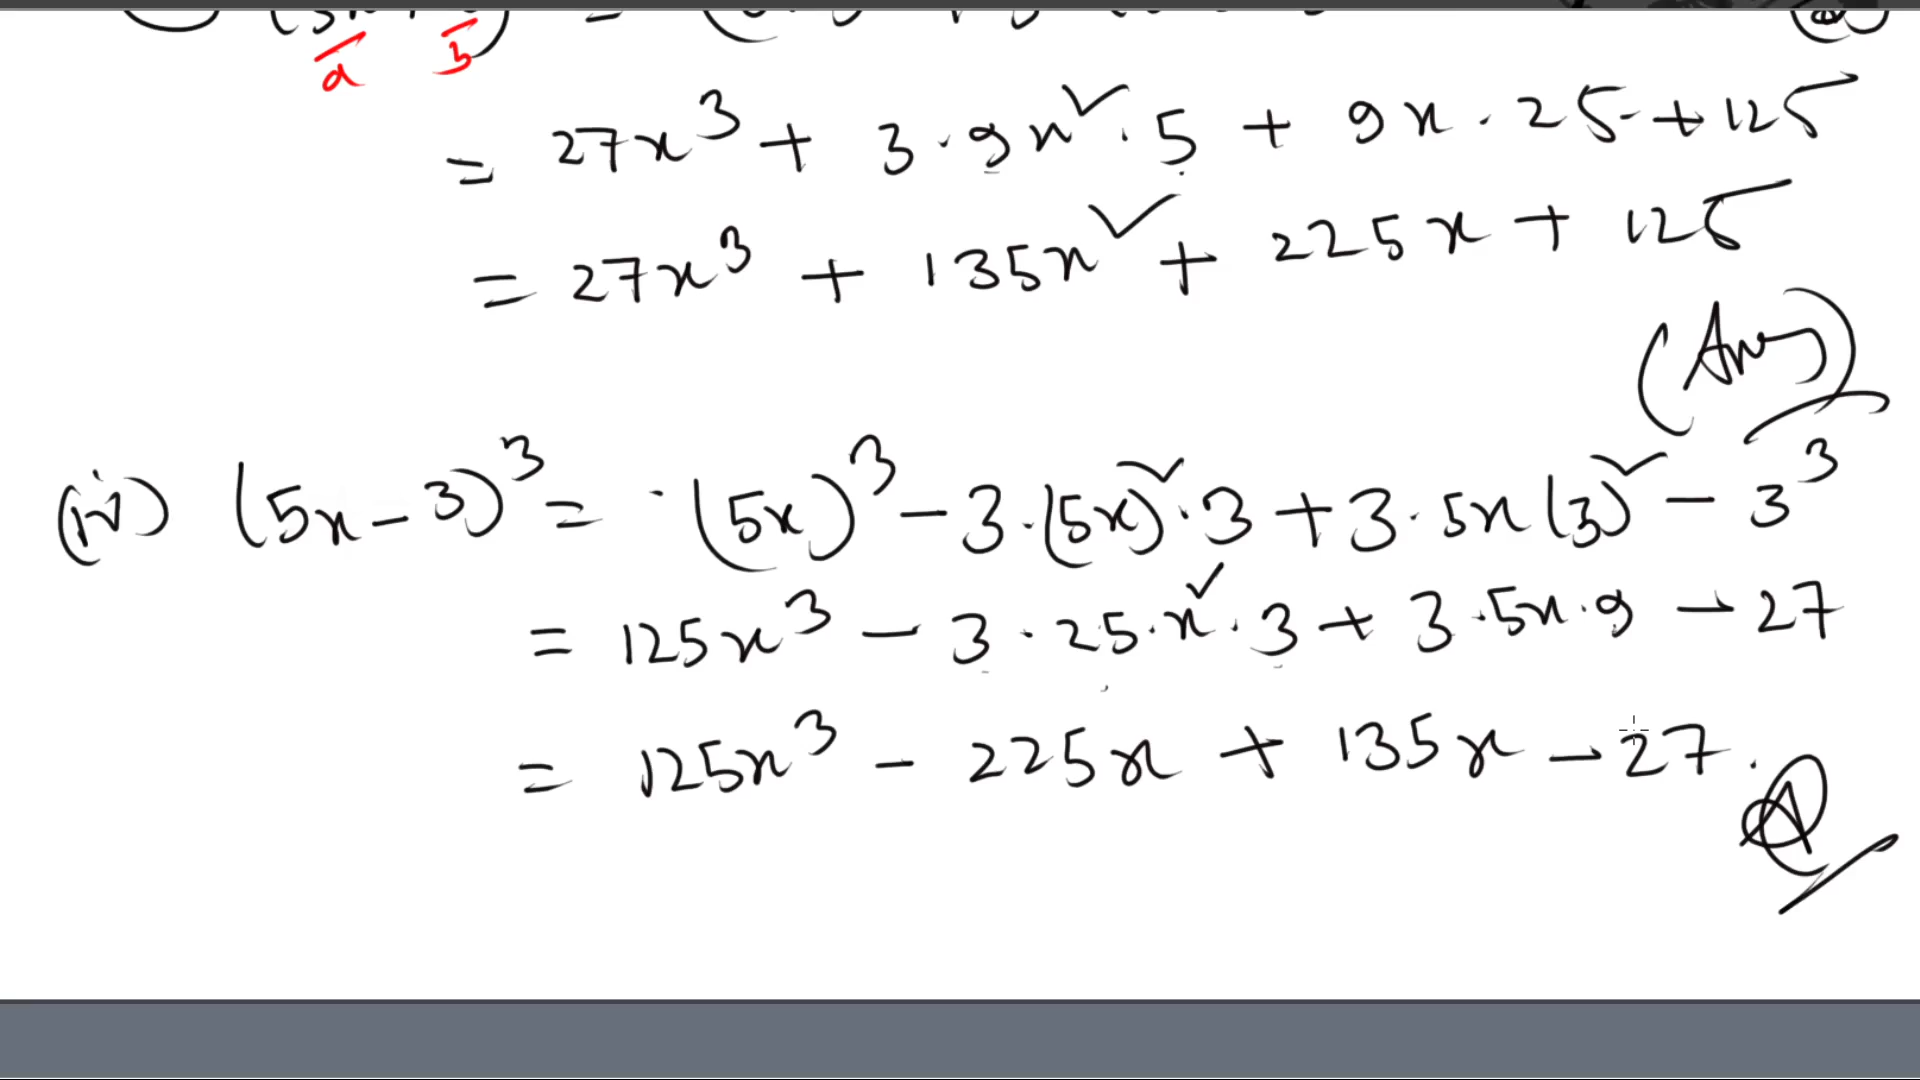 a b
= 27x³ + 3·9x²·5 + 9x·25 + 125
= 27x³ + 135x² + 225x + 125
(Ans)
(iv) (5x-3)³ = (5x)³ - 3·(5x)²·3 + 3·5x(3)² - 3³
= 125x³ - 3·25·x²·3 + 3·5x·9 - 27
= 125x³ - 225x + 135x - 27.